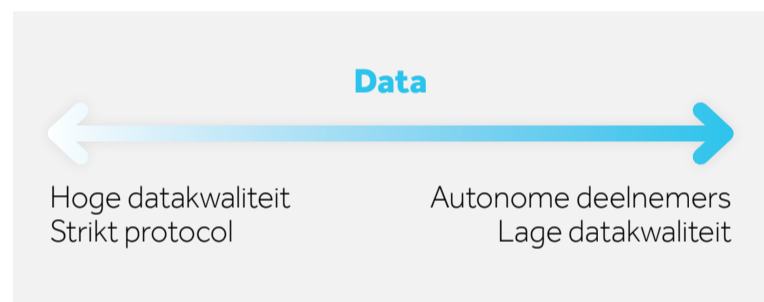 Data
Hoge datakwaliteit
Strikt protocol
Autonome deelnemers
Lage datakwaliteit